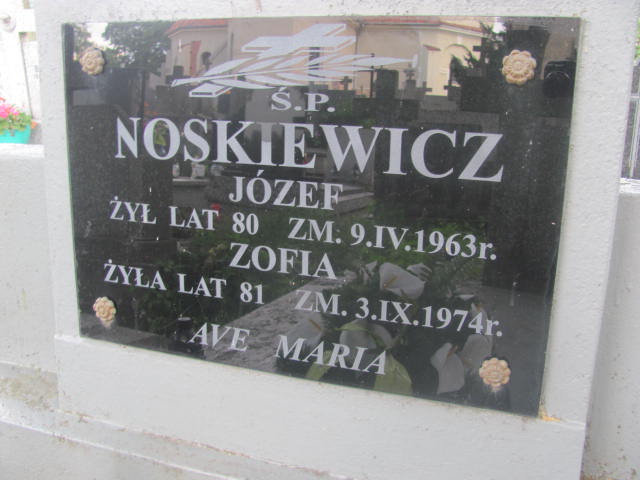 Ś.P.
NOSKIEWICZ
JÓZEF
ŻYŁ LAT 80 ZM. 9.IV.1963r.
ZOFIA
ŻYŁA LAT 81 ZM. 3.IX.1974r.
AVE MARIA